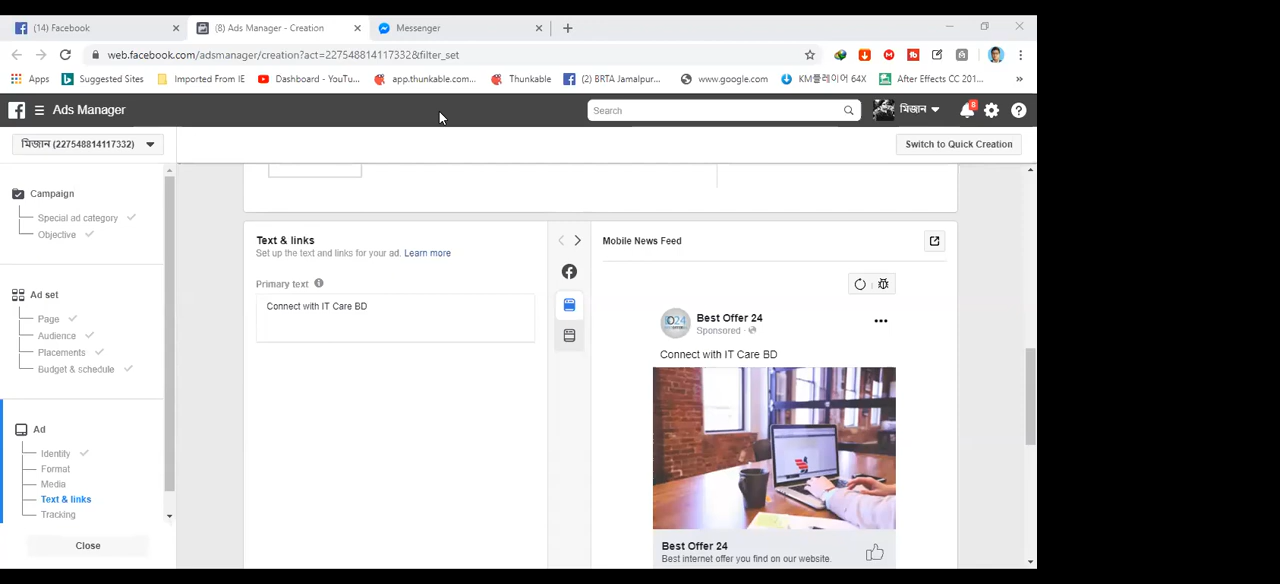 (14) Facebook
(8) Ads Manager - Creation
Messenger
web.facebook.com/adsmanager/creation?act=227548814117332&filter_set
Apps
Suggested Sites
Imported From IE
Dashboard - YouTu...
app.thunkable.com...
Thunkable
(2) BRTA Jamalpur...
www.google.com
KM플레이어 64X
After Effects CC 201...
»
Ads Manager
Search
মিজান
8
মিজান (227548814117332)
Switch to Quick Creation
Campaign
Special ad category
Objective
Ad set
Page
Audience
Placements
Budget & schedule
Ad
Identity
Format
Media
Text & links
Tracking
Close
Text & links
Set up the text and links for your ad. Learn more
Primary text
Connect with IT Care BD
Mobile News Feed
Best Offer 24
Sponsored ·
Connect with IT Care BD
Best Offer 24
Best internet offer you find on our website.